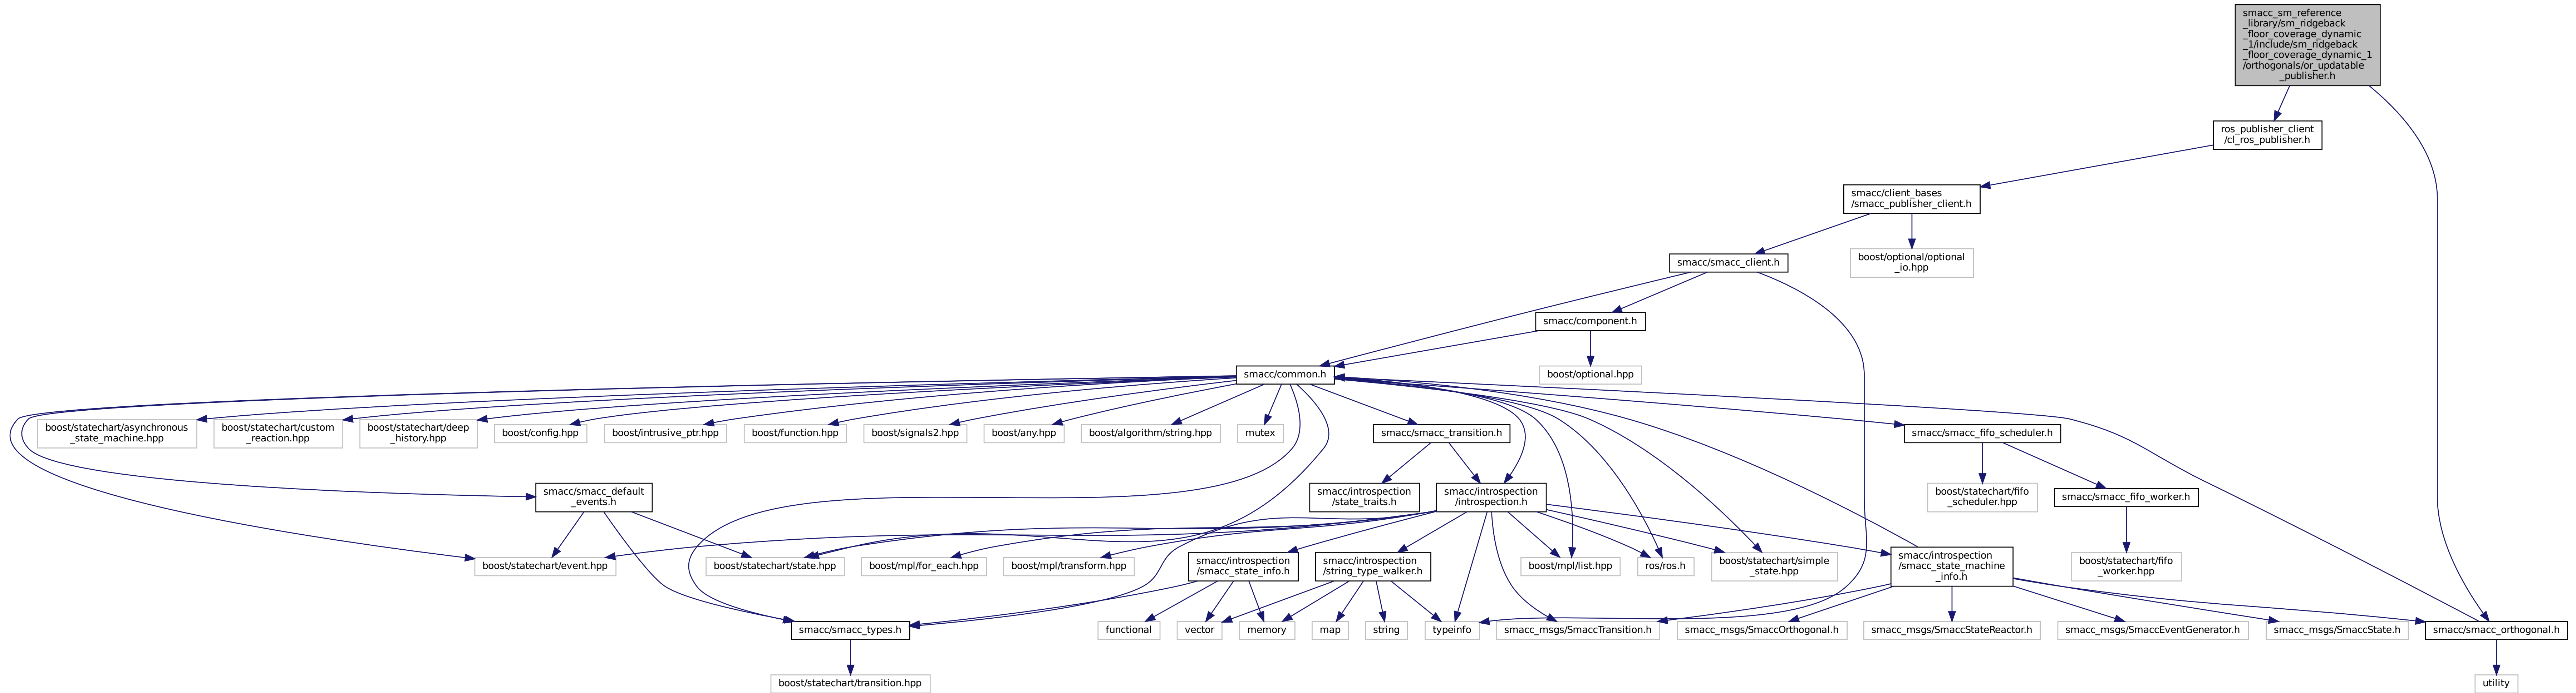 smacc_sm_reference
_library/sm_ridgeback
_floor_coverage_dynamic
_1/include/sm_ridgeback
_floor_coverage_dynamic_1
/orthogonals/or_updatable
_publisher.h
ros_publisher_client
/cl_ros_publisher.h
smacc/client_bases
/smacc_publisher_client.h
smacc/smacc_client.h
boost/optional/optional
_io.hpp
smacc/component.h
smacc/common.h
boost/optional.hpp
boost/statechart/asynchronous
_state_machine.hpp
boost/statechart/custom
_reaction.hpp
boost/statechart/deep
_history.hpp
boost/config.hpp
boost/intrusive_ptr.hpp
boost/function.hpp
boost/signals2.hpp
boost/any.hpp
boost/algorithm/string.hpp
mutex
smacc/smacc_transition.h
smacc/smacc_fifo_scheduler.h
smacc/smacc_default
_events.h
smacc/introspection
/state_traits.h
smacc/introspection
/introspection.h
boost/statechart/fifo
_scheduler.hpp
smacc/smacc_fifo_worker.h
boost/statechart/event.hpp
boost/statechart/state.hpp
boost/mpl/for_each.hpp
boost/mpl/transform.hpp
smacc/introspection
/smacc_state_info.h
smacc/introspection
/string_type_walker.h
boost/mpl/list.hpp
ros/ros.h
boost/statechart/simple
_state.hpp
smacc/introspection
/smacc_state_machine
_info.h
boost/statechart/fifo
_worker.hpp
smacc/smacc_types.h
functional
vector
memory
map
string
typeinfo
smacc_msgs/SmaccTransition.h
smacc_msgs/SmaccOrthogonal.h
smacc_msgs/SmaccStateReactor.h
smacc_msgs/SmaccEventGenerator.h
smacc_msgs/SmaccState.h
smacc/smacc_orthogonal.h
boost/statechart/transition.hpp
utility